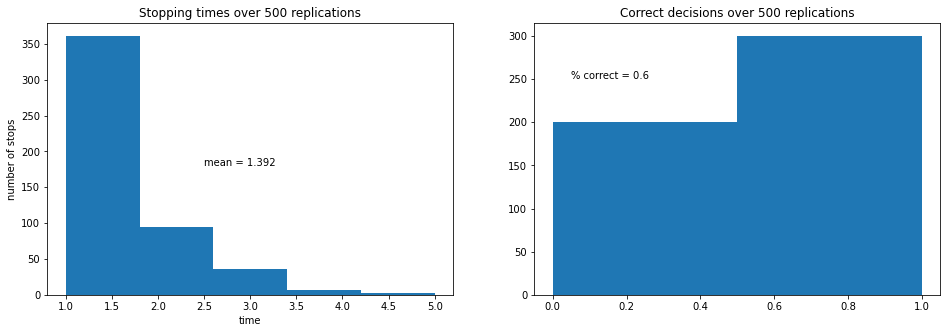 Stopping times over 500 replications
350
300
250
200
150
100
50
0
number of stops
mean = 1.392
1.0 1.5 2.0 2.5 3.0 3.5 4.0 4.5 5.0
time
Correct decisions over 500 replications
300
250
200
150
100
50
0
% correct = 0.6
0.0 0.2 0.4 0.6 0.8 1.0